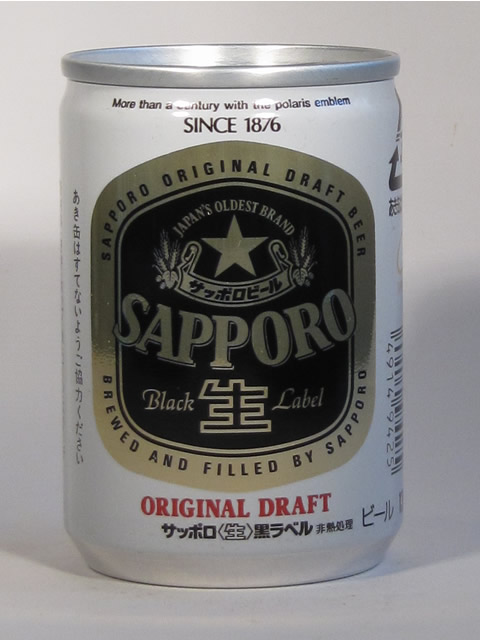 More than a century with the polaris emblem
SINCE 1876
SAPPORO ORIGINAL DRAFT BEER
JAPAN'S OLDEST BRAND
サッポロビール
SAPPORO
Black 生 Label
BREWED AND FILLED BY SAPPORO
ORIGINAL DRAFT
サッポロ〈生〉黒ラベル 非熱処理
あき缶はすてないようご協力ください
ビール